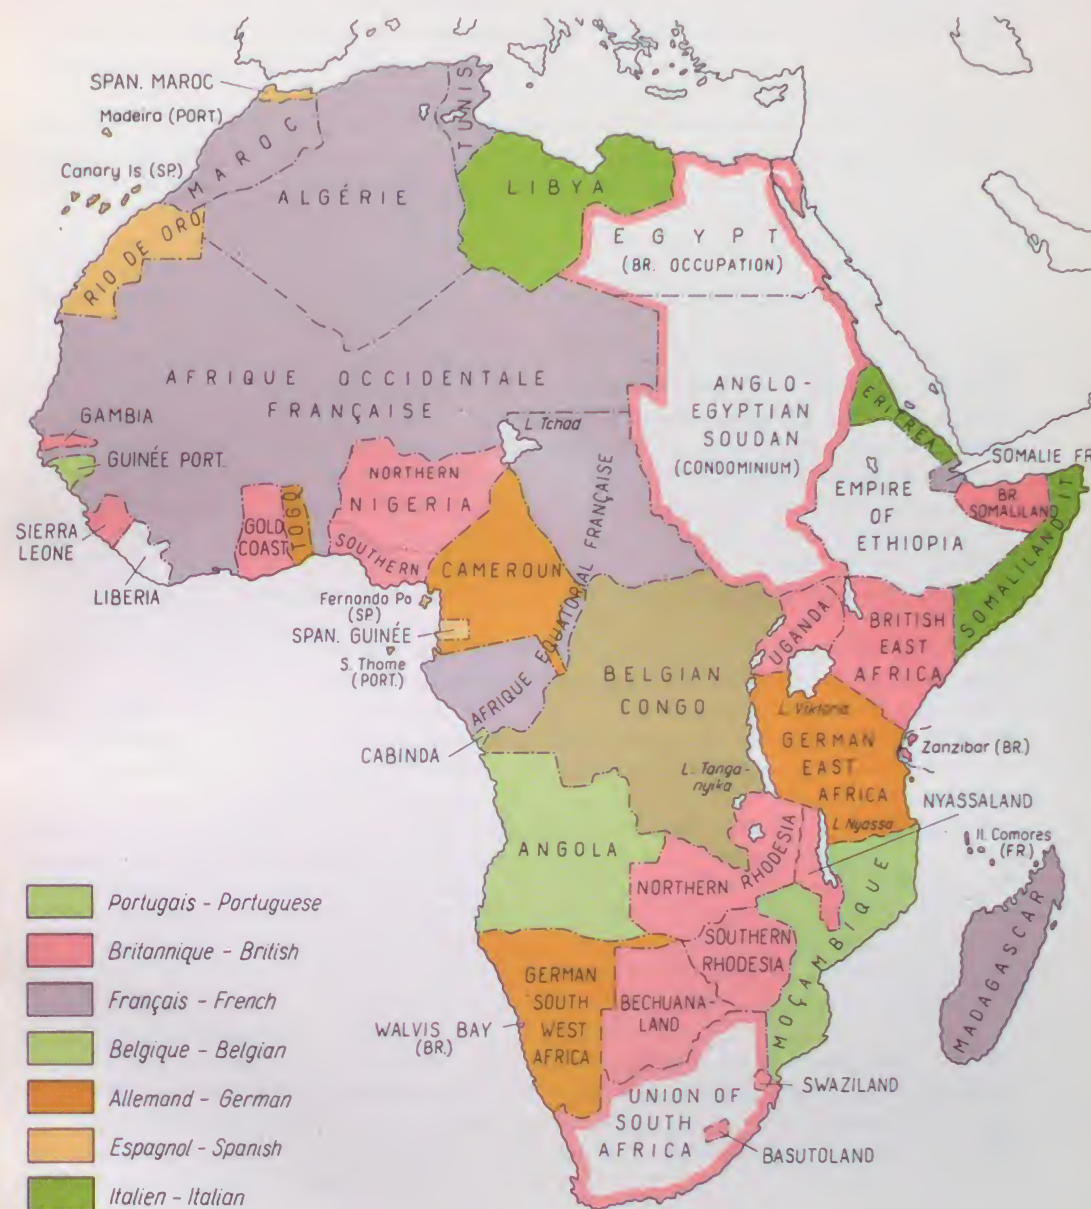 SPAN. MAROC
Madeira (PORT)
Canary Is. (SP.)
MAROC
TUNIS
ALGÉRIE
LIBYA
RIO DE ORO
EGYPT
(BR. OCCUPATION)
AFRIQUE OCCIDENTALE
FRANÇAISE
ANGLO-
EGYPTIAN
SOUDAN
(CONDOMINIUM)
ERITREA
GAMBIA
GUINÉE PORT.
L. Tchad
SOMALIE FR
BR.
SOMALILAND
SOMALILAND IT
EMPIRE
OF
ETHIOPIA
NORTHERN
NIGERIA
SOUTHERN
SIERRA
LEONE
LIBERIA
GOLD
COAST
TOGO
CAMEROUN
AFRIQUE EQUATORIAL FRANÇAISE
Fernando Po
(SP)
SPAN. GUINÉE
S. Thome
(PORT.)
UGANDA
BRITISH
EAST
AFRICA
BELGIAN
CONGO
L. Viktoria
CABINDA
GERMAN
EAST
AFRICA
Zanzibar (BR.)
L. Tanga-
nyika
NYASSALAND
L. Nyassa
Il. Comores
(FR.)
ANGOLA
NORTHERN RHODESIA
SOUTHERN
RHODESIA
MOÇAMBIQUE
MADAGASCAR
GERMAN
SOUTH
WEST
AFRICA
BECHUANA-
LAND
WALVIS BAY
(BR.)
SWAZILAND
UNION OF
SOUTH
AFRICA
BASUTOLAND
Portugais - Portuguese
Britannique - British
Français - French
Belgique - Belgian
Allemand - German
Espagnol - Spanish
Italien - Italian